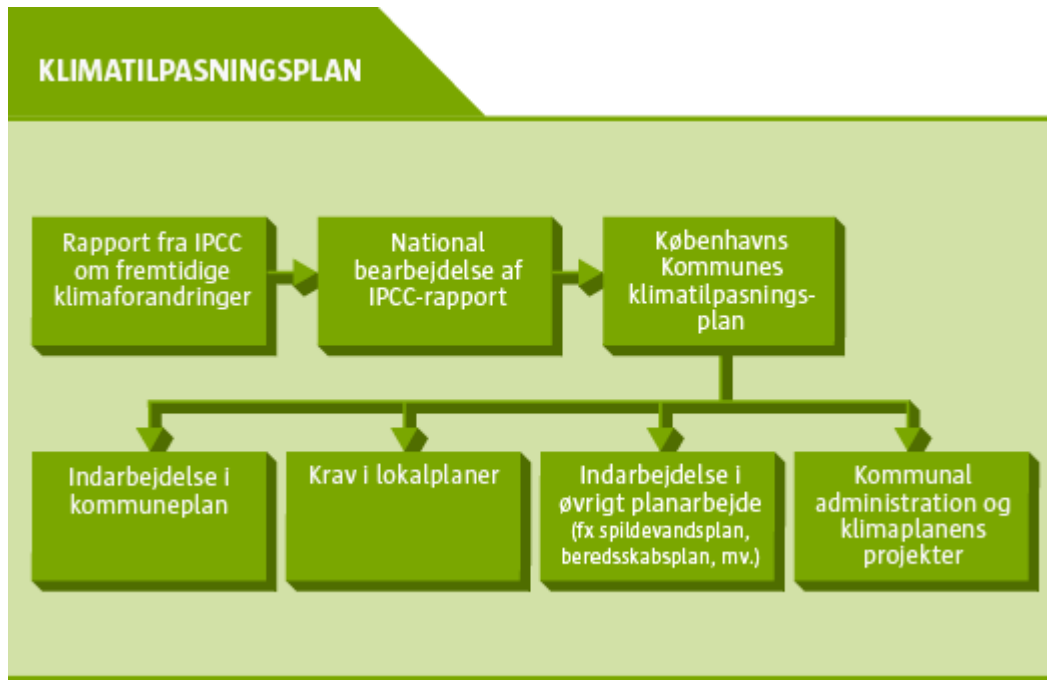 KLIMATILPASNINGSPLAN
Rapport fra IPCC
om fremtidige
klimaforandringer
National
bearbejdelse af
IPCC-rapport
Københavns
Kommunes
klimatilpasnings-
plan
Indarbejdelse i
kommuneplan
Krav i lokalplaner
Indarbejdelse i
øvrigt planarbejde
(fx spildevandsplan,
beredsskabsplan, mv.)
Kommunal
administration og
klimaplanens
projekter